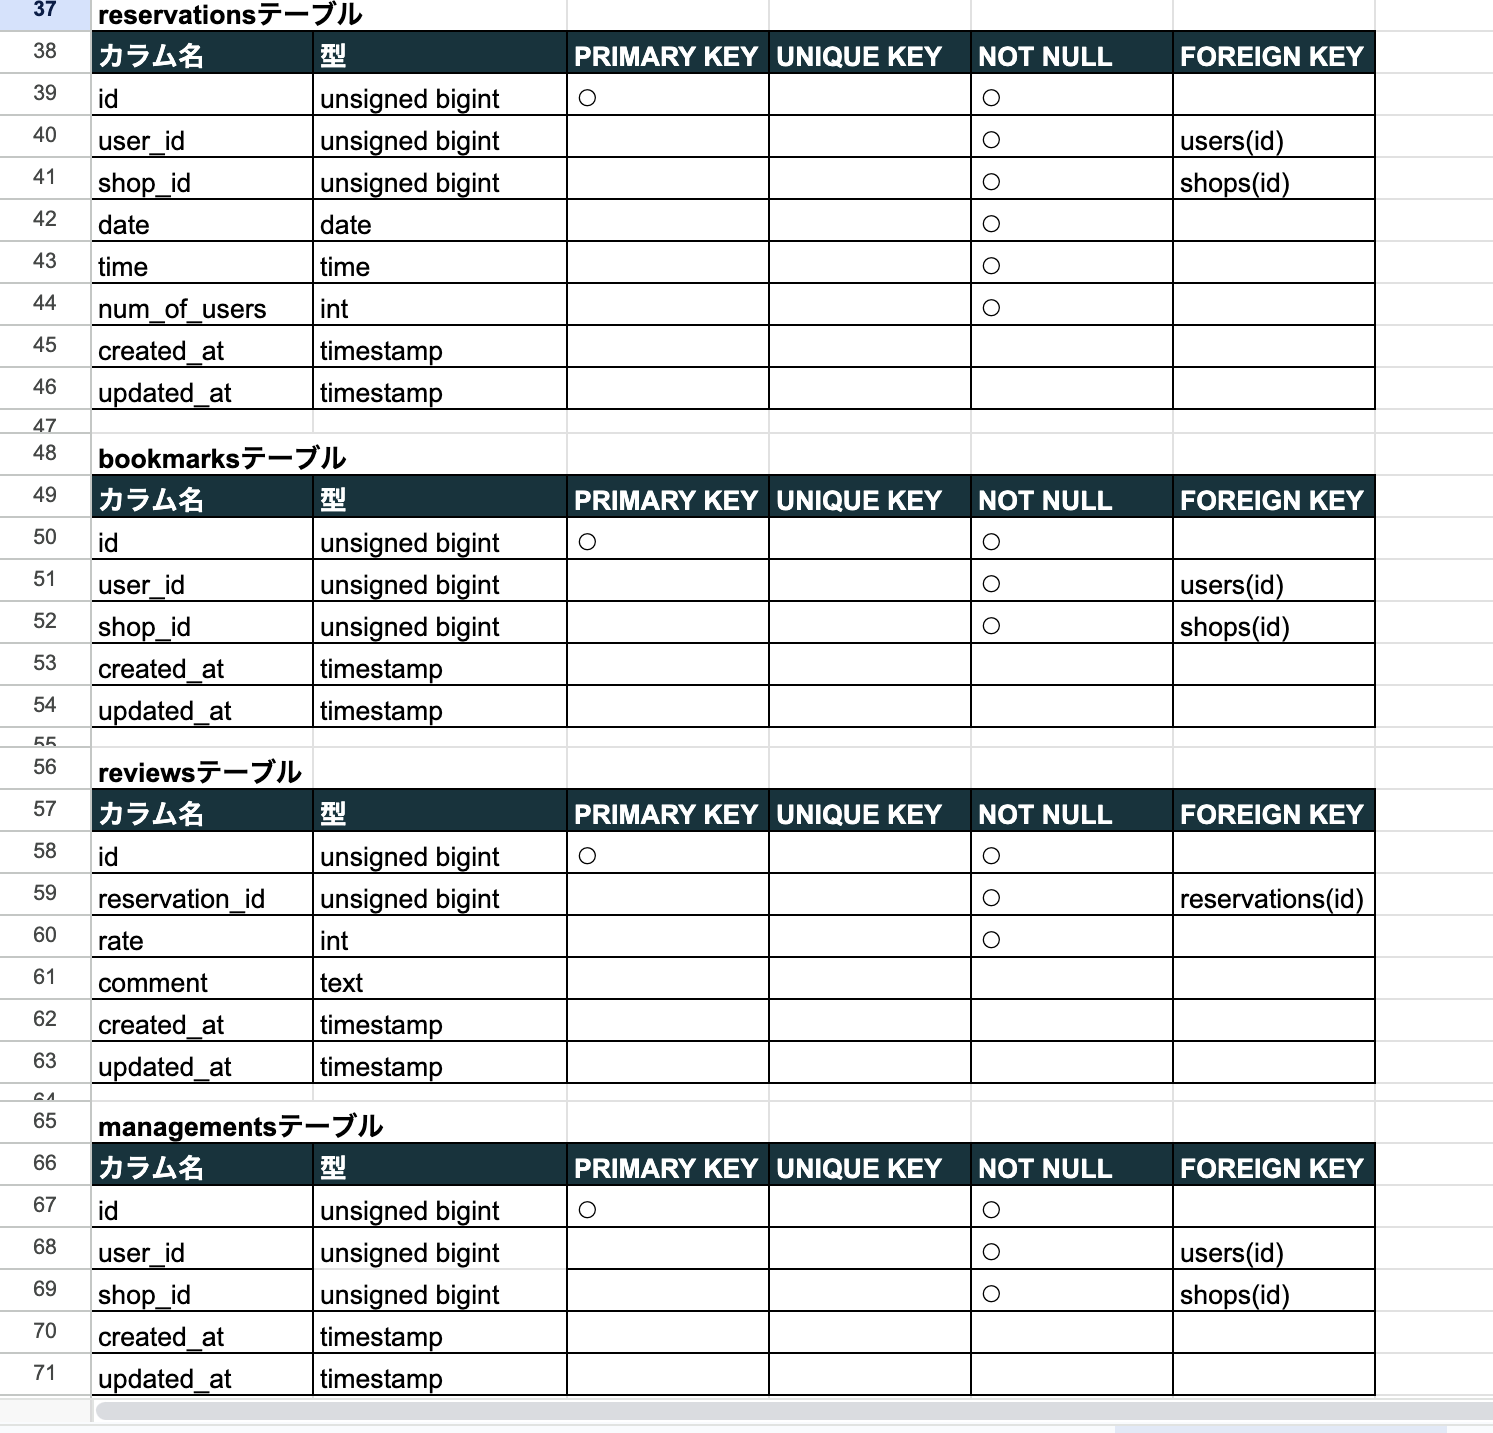 37 reservationsテーブル
38 カラム名 型 PRIMARY KEY UNIQUE KEY NOT NULL FOREIGN KEY
39 id unsigned bigint ○ ○
40 user_id unsigned bigint ○ users(id)
41 shop_id unsigned bigint ○ shops(id)
42 date date ○
43 time time ○
44 num_of_users int ○
45 created_at timestamp
46 updated_at timestamp
47
48 bookmarksテーブル
49 カラム名 型 PRIMARY KEY UNIQUE KEY NOT NULL FOREIGN KEY
50 id unsigned bigint ○ ○
51 user_id unsigned bigint ○ users(id)
52 shop_id unsigned bigint ○ shops(id)
53 created_at timestamp
54 updated_at timestamp
55
56 reviewsテーブル
57 カラム名 型 PRIMARY KEY UNIQUE KEY NOT NULL FOREIGN KEY
58 id unsigned bigint ○ ○
59 reservation_id unsigned bigint ○ reservations(id)
60 rate int ○
61 comment text
62 created_at timestamp
63 updated_at timestamp
64
65 managementsテーブル
66 カラム名 型 PRIMARY KEY UNIQUE KEY NOT NULL FOREIGN KEY
67 id unsigned bigint ○ ○
68 user_id unsigned bigint ○ users(id)
69 shop_id unsigned bigint ○ shops(id)
70 created_at timestamp
71 updated_at timestamp